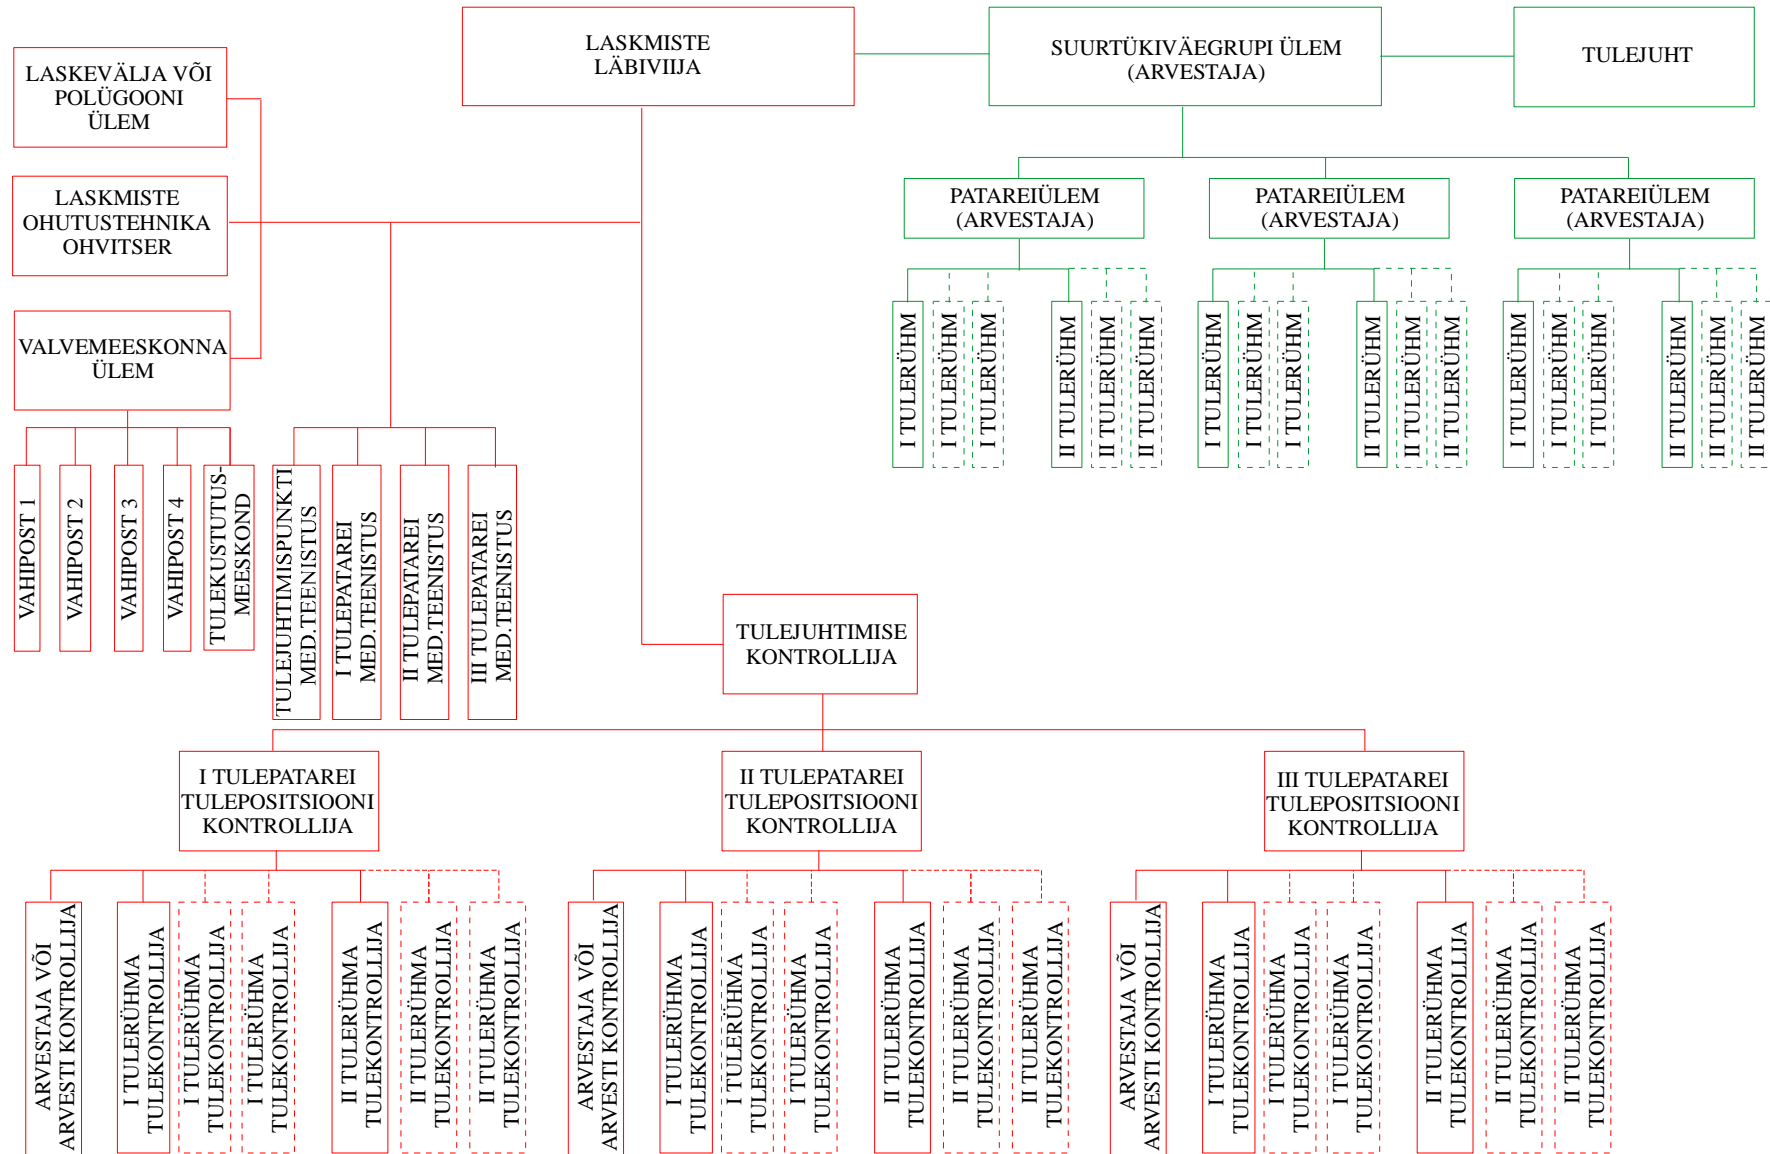 LASKMISTE
LÄBIVIIJA
SUURTÜKIVÄEGRUPI ÜLEM
(ARVESTAJA)
TULEJUHT
LASKEVÄLJA VÕI
POLÜGOONI
ÜLEM
LASKMISTE
OHUTUSTEHNIKA
OHVITSER
VALVEMEESKONNA
ÜLEM
PATAREIÜLEM
(ARVESTAJA)
PATAREIÜLEM
(ARVESTAJA)
PATAREIÜLEM
(ARVESTAJA)
I TULERÜHM
I TULERÜHM
I TULERÜHM
II TULERÜHM
II TULERÜHM
II TULERÜHM
I TULERÜHM
I TULERÜHM
I TULERÜHM
II TULERÜHM
II TULERÜHM
II TULERÜHM
I TULERÜHM
I TULERÜHM
I TULERÜHM
II TULERÜHM
II TULERÜHM
II TULERÜHM
VAHIPOST 1
VAHIPOST 2
VAHIPOST 3
VAHIPOST 4
TULEKUSTUTUS-
MEESKOND
TULEJUHTIMISPUNKTI
MED.TEENISTUS
I TULEPATAREI
MED.TEENISTUS
II TULEPATAREI
MED.TEENISTUS
III TULEPATAREI
MED.TEENISTUS
TULEJUHTIMISE
KONTROLLIJA
I TULEPATAREI
TULEPOSITSIOONI
KONTROLLIJA
II TULEPATAREI
TULEPOSITSIOONI
KONTROLLIJA
III TULEPATAREI
TULEPOSITSIOONI
KONTROLLIJA
ARVESTAJA VÕI
ARVESTI KONTROLLIJA
I TULERÜHMA
TULEKONTROLLIJA
I TULERÜHMA
TULEKONTROLLIJA
I TULERÜHMA
TULEKONTROLLIJA
II TULERÜHMA
TULEKONTROLLIJA
II TULERÜHMA
TULEKONTROLLIJA
II TULERÜHMA
TULEKONTROLLIJA
ARVESTAJA VÕI
ARVESTI KONTROLLIJA
I TULERÜHMA
TULEKONTROLLIJA
I TULERÜHMA
TULEKONTROLLIJA
I TULERÜHMA
TULEKONTROLLIJA
II TULERÜHMA
TULEKONTROLLIJA
II TULERÜHMA
TULEKONTROLLIJA
II TULERÜHMA
TULEKONTROLLIJA
ARVESTAJA VÕI
ARVESTI KONTROLLIJA
I TULERÜHMA
TULEKONTROLLIJA
I TULERÜHMA
TULEKONTROLLIJA
I TULERÜHMA
TULEKONTROLLIJA
II TULERÜHMA
TULEKONTROLLIJA
II TULERÜHMA
TULEKONTROLLIJA
II TULERÜHMA
TULEKONTROLLIJA